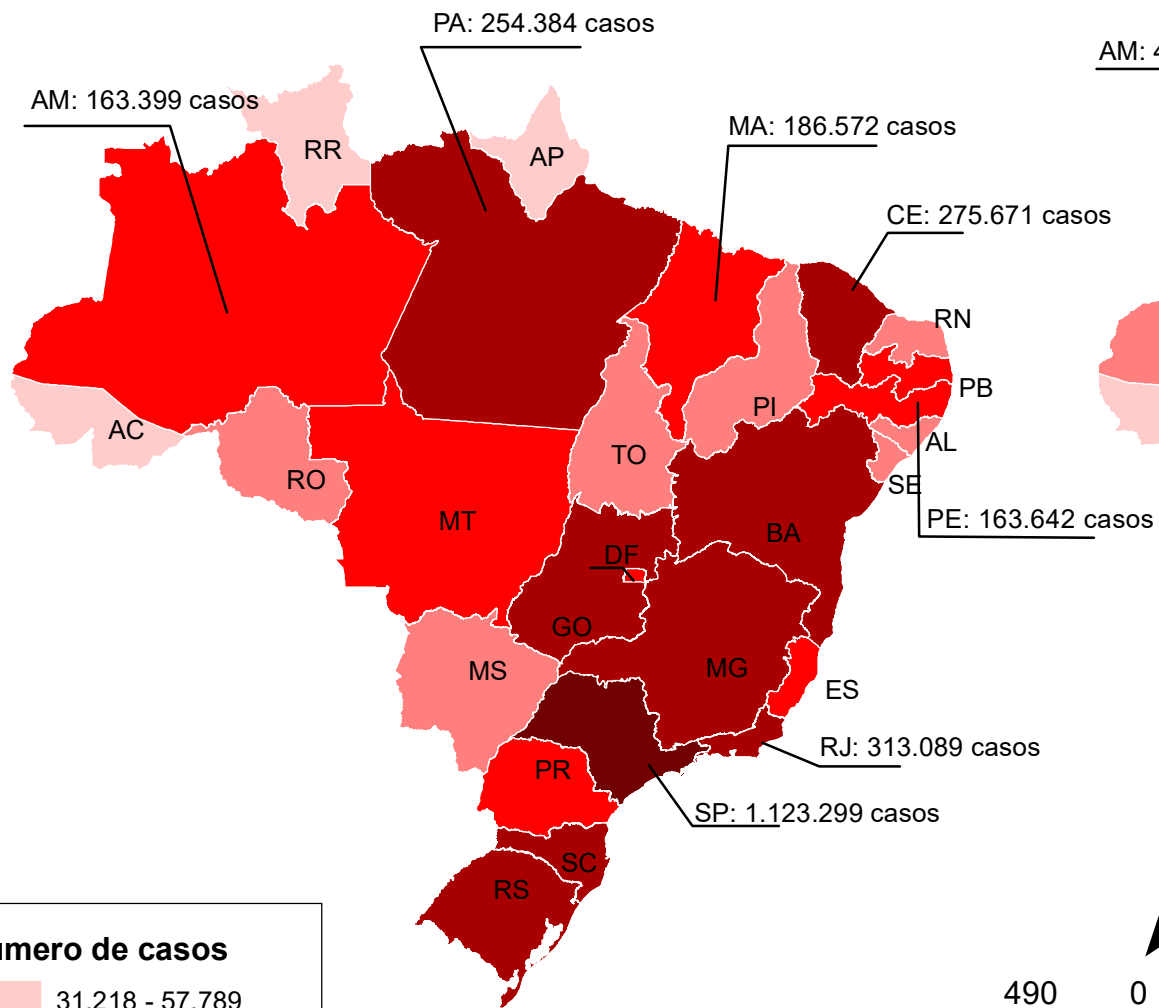 PA: 254.384 casos
AM: 4
AM: 163.399 casos
MA: 186.572 casos
RR
AP
CE: 275.671 casos
RN
PB
PI
AC
AL
TO
RO
SE
MT
PE: 163.642 casos
BA
DF
GO
MG
MS
ES
RJ: 313.089 casos
PR
SP: 1.123.299 casos
SC
RS
úmero de casos
31.218 - 57.789
490 0